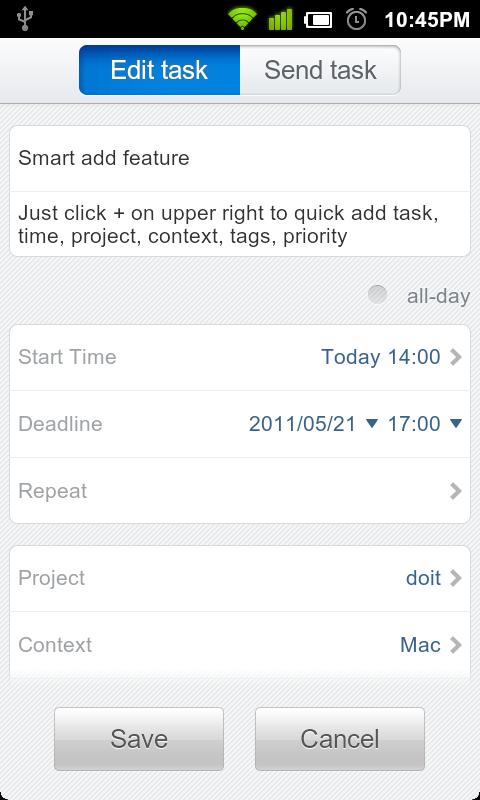 10:45PM
Edit task
Send task
Smart add feature
Just click + on upper right to quick add task,
time, project, context, tags, priority
all-day
Start Time
Today 14:00
Deadline
2011/05/21 17:00
Repeat
Project
doit
Context
Mac
Save
Cancel